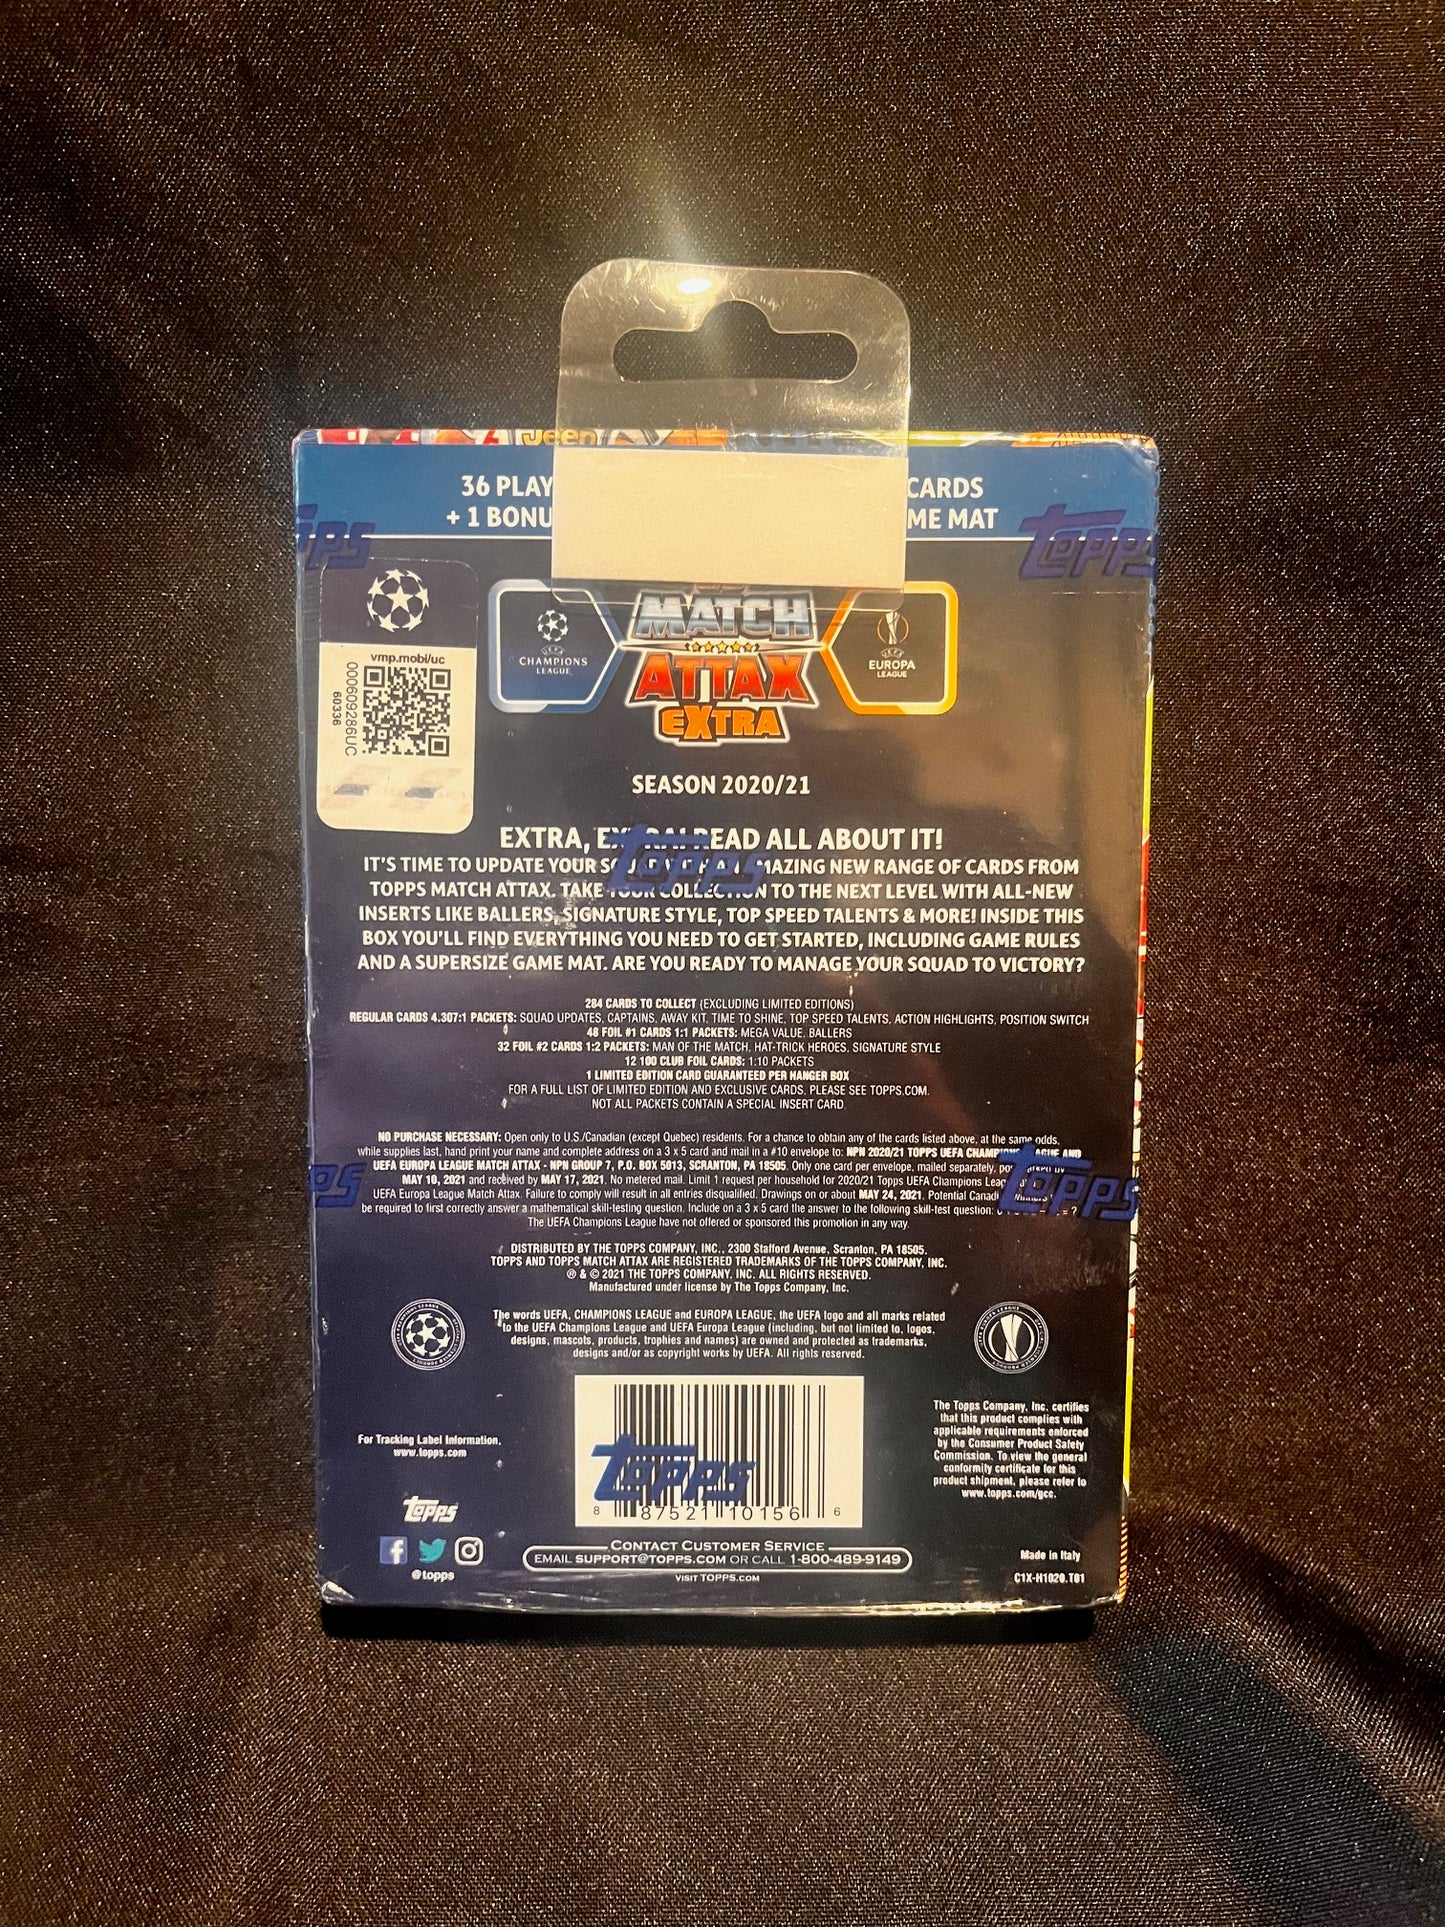 Jeep
36 PLAY CARDS
+ 1 BONU ME MAT
TOPPS
vmp.mobi/uc
000609286UC
60336
UEFA
CHAMPIONS
LEAGUE
MATCH
ATTAX
EXTRA
UEFA
EUROPA
LEAGUE
SEASON 2020/21
EXTRA, READ ALL ABOUT IT!
IT'S TIME TO UPDATE YOUR NEW RANGE OF CARDS FROM
TOPPS MATCH ATTAX. TAKE YOUR COLLECTION TO THE NEXT LEVEL WITH ALL-NEW
INSERTS LIKE BALLERS, SIGNATURE STYLE, TOP SPEED TALENTS & MORE! INSIDE THIS
BOX YOU'LL FIND EVERYTHING YOU NEED TO GET STARTED, INCLUDING GAME RULES
AND A SUPERSIZE GAME MAT. ARE YOU READY TO MANAGE YOUR SQUAD TO VICTORY?
TOPPS
284 CARDS TO COLLECT (EXCLUDING LIMITED EDITIONS)
REGULAR CARDS 4.307:1 PACKETS: SQUAD UPDATES, CAPTAINS, AWAY KIT, TIME TO SHINE, TOP SPEED TALENTS, ACTION HIGHLIGHTS, POSITION SWITCH
48 FOIL #1 CARDS 1:1 PACKETS: MEGA VALUE, BALLERS
32 FOIL #2 CARDS 1:2 PACKETS: MAN OF THE MATCH, HAT-TRICK HEROES, SIGNATURE STYLE
12 100 CLUB FOIL CARDS: 1:10 PACKETS
1 LIMITED EDITION CARD GUARANTEED PER HANGER BOX
FOR A FULL LIST OF LIMITED EDITION AND EXCLUSIVE CARDS, PLEASE SEE TOPPS.COM.
NOT ALL PACKETS CONTAIN A SPECIAL INSERT CARD.
NO PURCHASE NECESSARY: Open only to U.S./Canadian (except Quebec) residents. For a chance to obtain any of the cards listed above, at the same odds,
while supplies last, hand print your name and complete address on a 3 x 5 card and mail in a #10 envelope to: NPN 2020/21 TOPPS UEFA CHAMPIONS LEAGUE AND
UEFA EUROPA LEAGUE MATCH ATTAX - NPN GROUP 7, P.O. BOX 5013, SCRANTON, PA 18505. Only one card per envelope, mailed separately, by
MAY 10, 2021 and received by MAY 17, 2021. No metered mail. Limit 1 request per household for 2020/21 Topps UEFA Champions
UEFA Europa League Match Attax. Failure to comply will result in all entries disqualified. Drawings on or about MAY 24, 2021. Potential
be required to first correctly answer a mathematical skill-testing question. Include on a 3 x 5 card the answer to the following skill-test question:
The UEFA Champions League have not offered or sponsored this promotion in any way.
TOPPS
DISTRIBUTED BY THE TOPPS COMPANY, INC., 2300 Stafford Avenue, Scranton, PA 18505.
TOPPS AND TOPPS MATCH ATTAX ARE REGISTERED TRADEMARKS OF THE TOPPS COMPANY, INC.
® & © 2021 THE TOPPS COMPANY, INC. ALL RIGHTS RESERVED.
Manufactured under license by The Topps Company, Inc.
The words UEFA, CHAMPIONS LEAGUE and EUROPA LEAGUE, the UEFA logo and all marks related
to the UEFA Champions League and UEFA Europa League (including, but not limited to, logos,
designs, mascots, products, trophies and names) are owned and protected as trademarks,
designs and/or as copyright works by UEFA. All rights reserved.
For Tracking Label Information,
www.topps.com
TOPPS
@topps
TOPPS
8 87521 10156 6
The Topps Company, Inc. certifies
that this product complies with
applicable requirements enforced
by the Consumer Product Safety
Commission. To view the general
conformity certificate for this
product shipment, please refer to
www.topps.com/gcc.
CONTACT CUSTOMER SERVICE
EMAIL SUPPORT@TOPPS.COM OR CALL 1-800-489-9149
VISIT TOPPS.COM
Made in Italy
C1X-H1020.T01